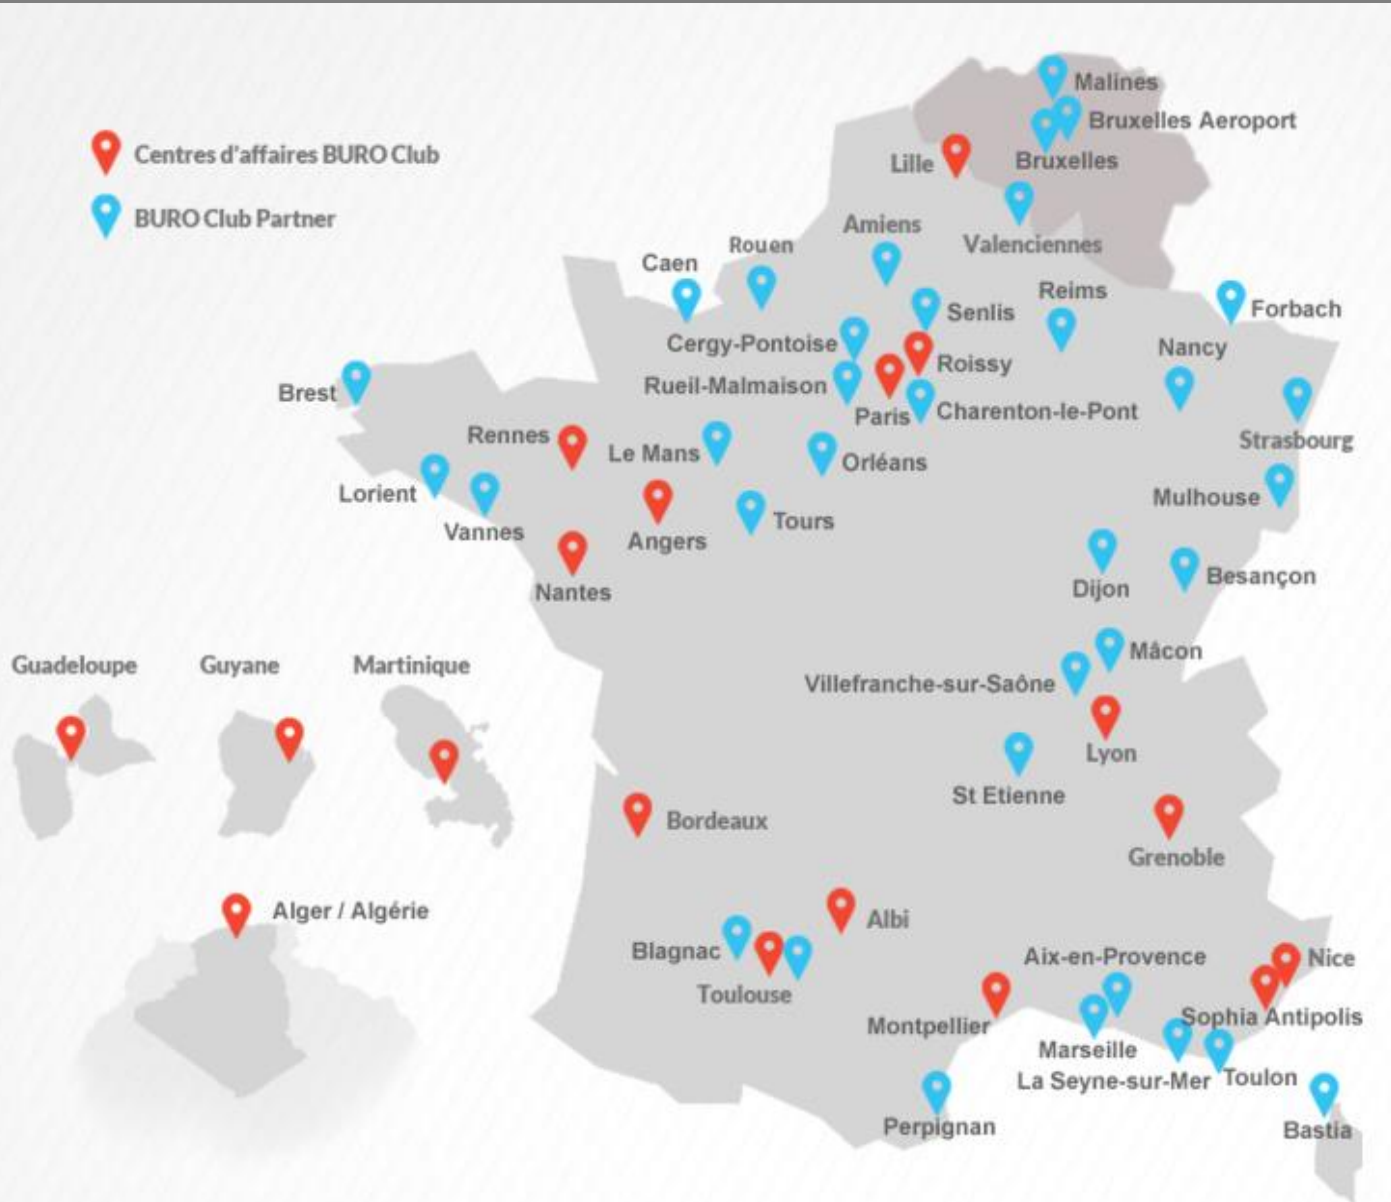 Malines
Bruxelles Aeroport
Centres d'affaires BURO Club
Lille
Bruxelles
BURO Club Partner
Amiens
Rouen
Valenciennes
Caen
Reims
Senlis
Forbach
Cergy-Pontoise
Nancy
Roissy
Rueil-Malmaison
Brest
Paris
Charenton-le-Pont
Rennes
Strasbourg
Le Mans
Orléans
Lorient
Mulhouse
Tours
Vannes
Angers
Besançon
Dijon
Nantes
Mâcon
Guadeloupe
Guyane
Martinique
Villefranche-sur-Saône
Lyon
St Etienne
Bordeaux
Grenoble
Alger / Algérie
Albi
Blagnac
Aix-en-Provence
Nice
Toulouse
Sophia Antipolis
Montpellier
Marseille
La Seyne-sur-Mer
Toulon
Perpignan
Bastia